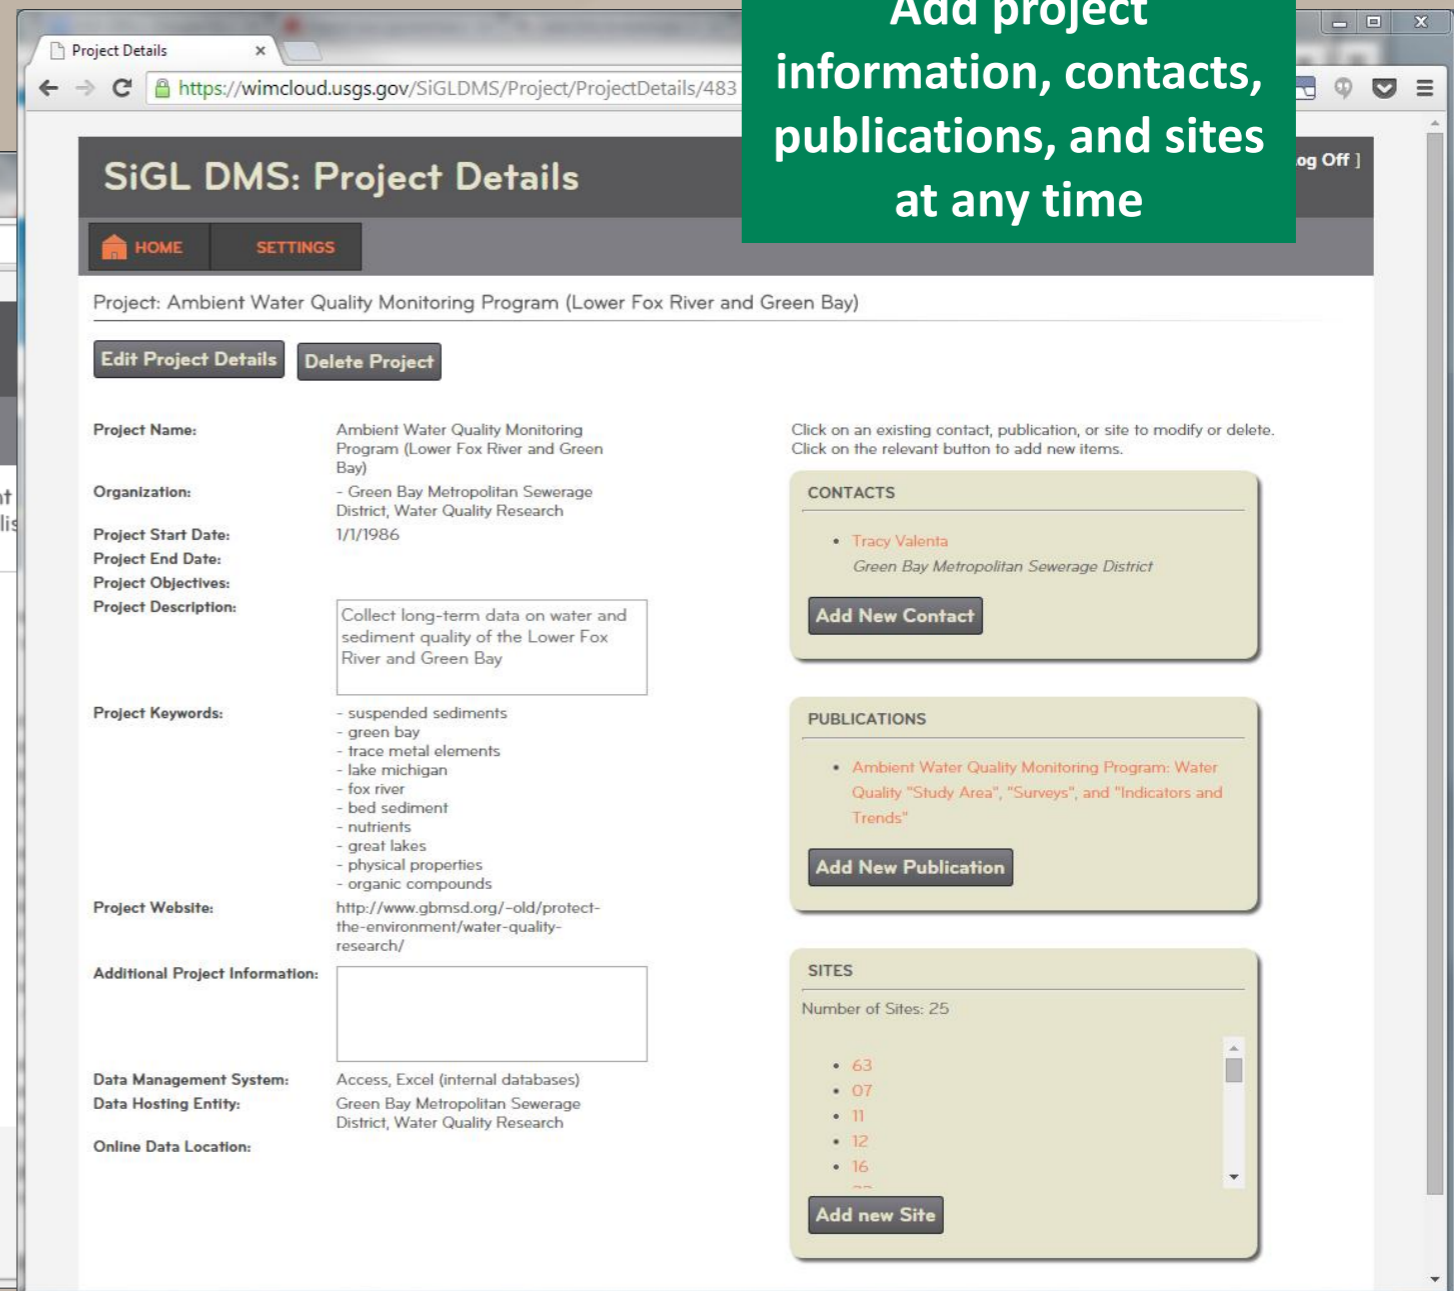 Add project
information, contacts,
publications, and sites
at any time
Project Details
https://wimcloud.usgs.gov/SiGLDMS/Project/ProjectDetails/483
SiGL DMS: Project Details
Log Off ]
HOME
SETTINGS
Project: Ambient Water Quality Monitoring Program (Lower Fox River and Green Bay)
Edit Project Details
Delete Project
Project Name:
Ambient Water Quality Monitoring
Program (Lower Fox River and Green
Bay)
Organization:
- Green Bay Metropolitan Sewerage
District, Water Quality Research
Project Start Date:
1/1/1986
Project End Date:
Project Objectives:
Project Description:
Collect long-term data on water and
sediment quality of the Lower Fox
River and Green Bay
Project Keywords:
- suspended sediments
- green bay
- trace metal elements
- lake michigan
- fox river
- bed sediment
- nutrients
- great lakes
- physical properties
- organic compounds
Project Website:
http://www.gbmsd.org/-old/protect-
the-environment/water-quality-
research/
Additional Project Information:
Data Management System:
Access, Excel (internal databases)
Data Hosting Entity:
Green Bay Metropolitan Sewerage
District, Water Quality Research
Online Data Location:
Click on an existing contact, publication, or site to modify or delete.
Click on the relevant button to add new items.
CONTACTS
Tracy Valenta
Green Bay Metropolitan Sewerage District
Add New Contact
PUBLICATIONS
Ambient Water Quality Monitoring Program: Water
Quality "Study Area", "Surveys", and "Indicators and
Trends"
Add New Publication
SITES
Number of Sites: 25
63
07
11
12
16
Add new Site